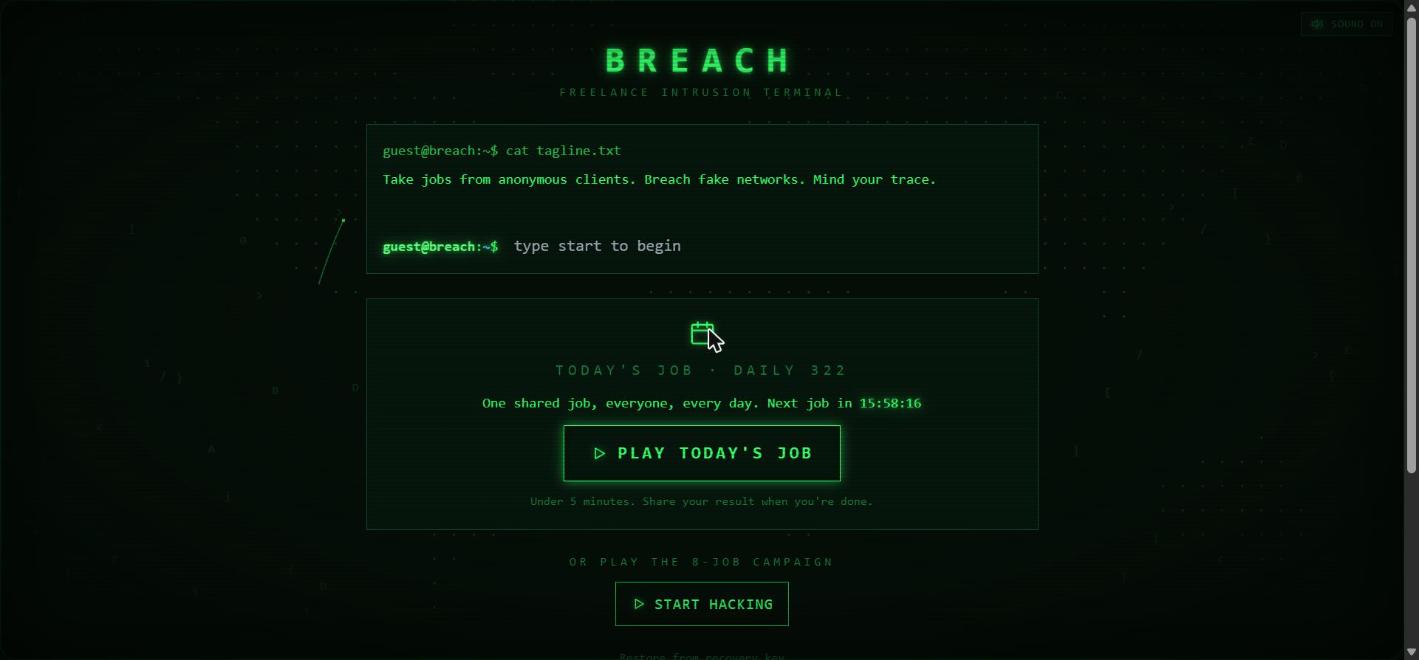 SOUND ON
BREACH
FREELANCE INTRUSION TERMINAL
guest@breach:~$ cat tagline.txt
Take jobs from anonymous clients. Breach fake networks. Mind your trace.
guest@breach:~$ type start to begin
TODAY'S JOB · DAILY 322
One shared job, everyone, every day. Next job in 15:58:16
PLAY TODAY'S JOB
Under 5 minutes. Share your result when you're done.
OR PLAY THE 8-JOB CAMPAIGN
START HACKING
Restore from recovery key